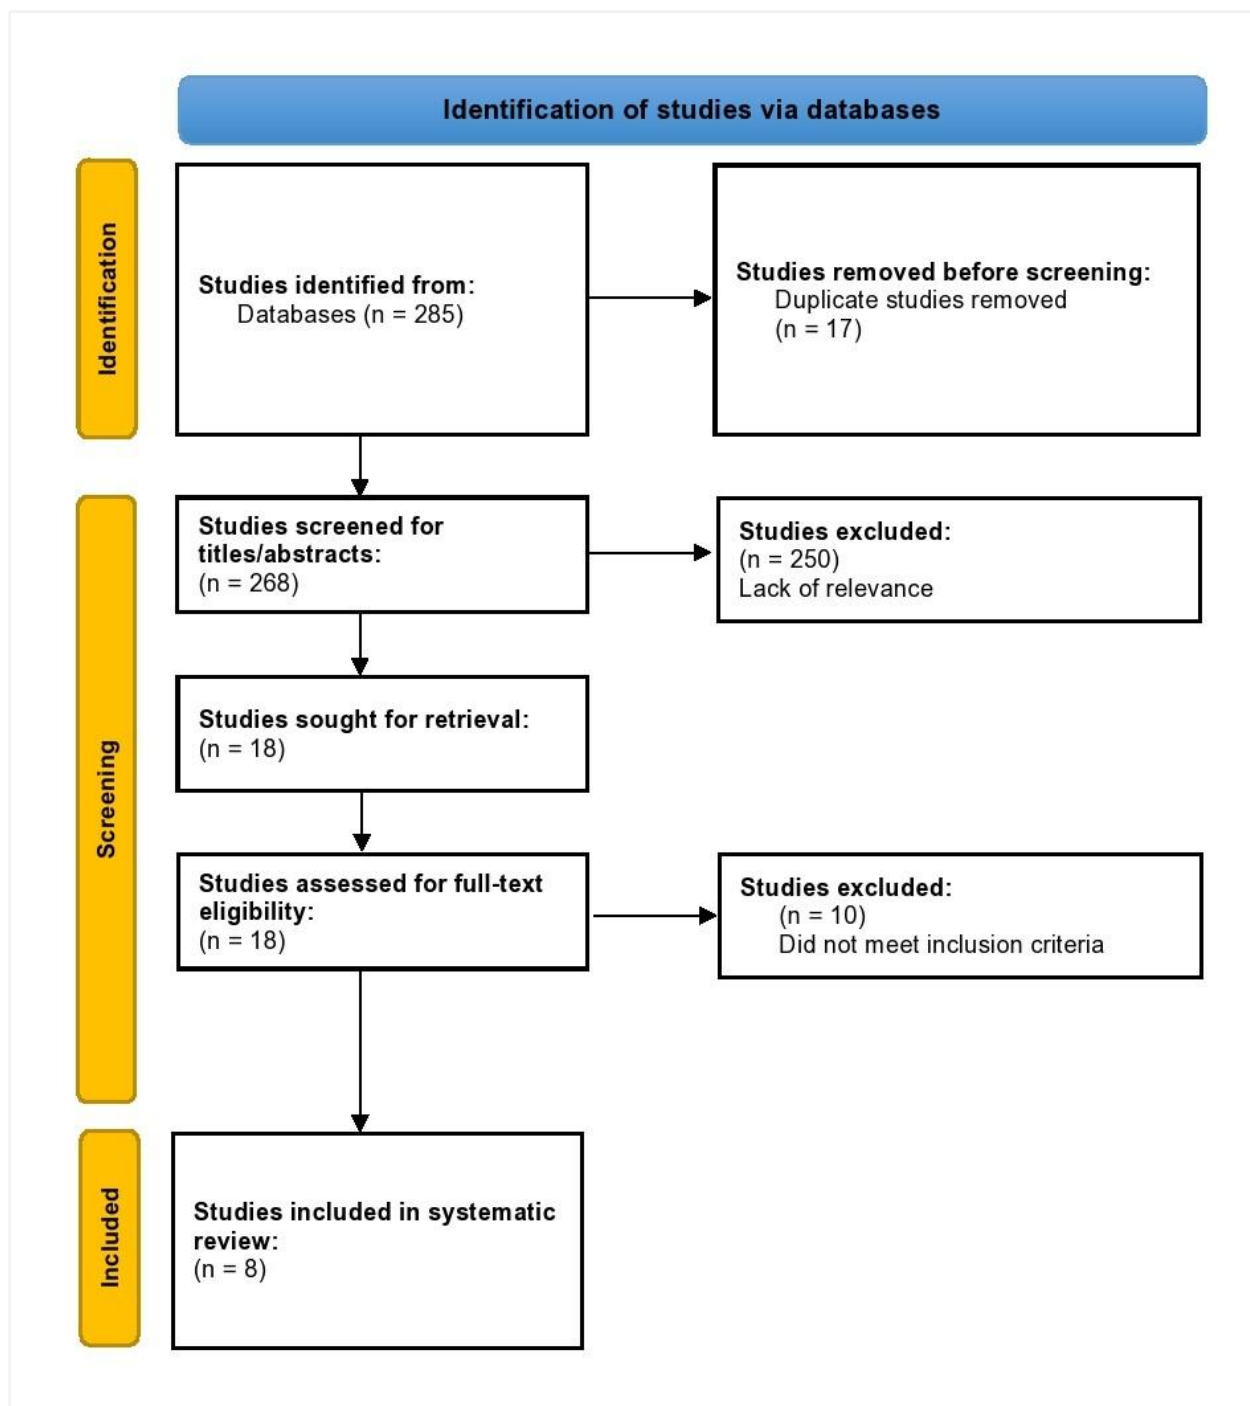 Identification of studies via databases
Identification
Studies identified from:
Databases (n = 285)
Studies removed before screening:
Duplicate studies removed
(n = 17)
Screening
Studies screened for
titles/abstracts:
(n = 268)
Studies excluded:
(n = 250)
Lack of relevance
Studies sought for retrieval:
(n = 18)
Studies assessed for full-text
eligibility:
(n = 18)
Studies excluded:
(n = 10)
Did not meet inclusion criteria
Included
Studies included in systematic
review:
(n = 8)